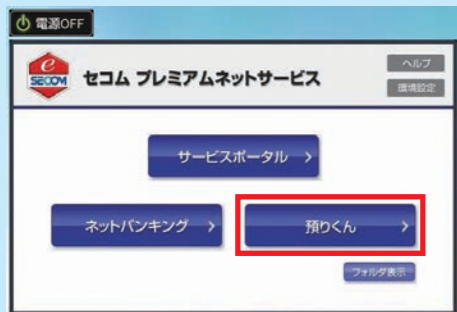 電源OFF
e
SECOM
セコム プレミアムネットサービス
ヘルプ
環境設定
サービスポータル
ネットバンキング
預りくん
フォルダ表示